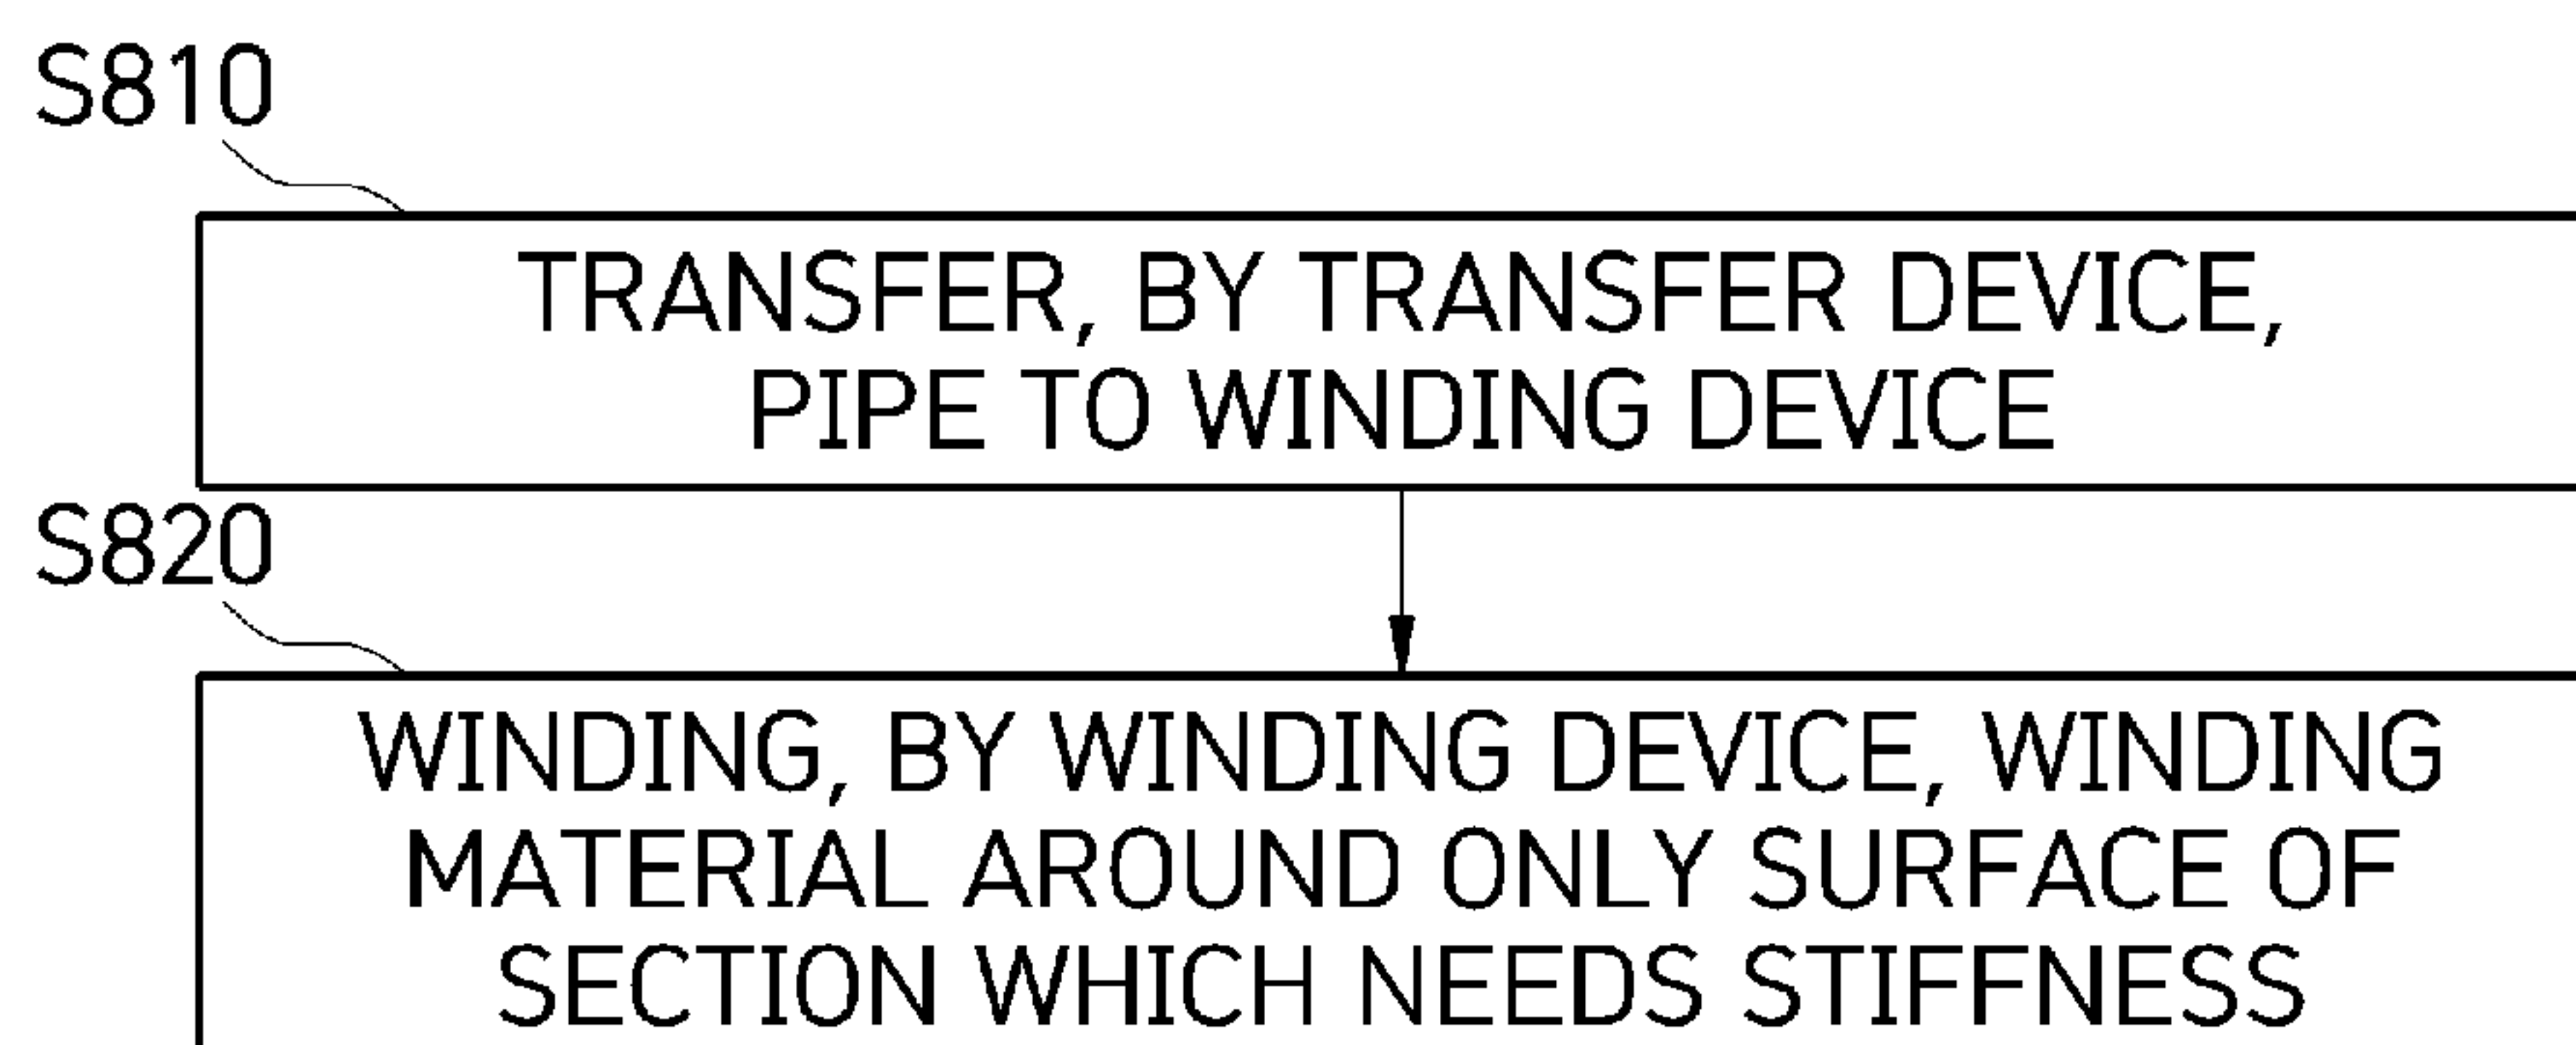 S810
TRANSFER, BY TRANSFER DEVICE,
PIPE TO WINDING DEVICE
S820
WINDING, BY WINDING DEVICE, WINDING
MATERIAL AROUND ONLY SURFACE OF
SECTION WHICH NEEDS STIFFNESS